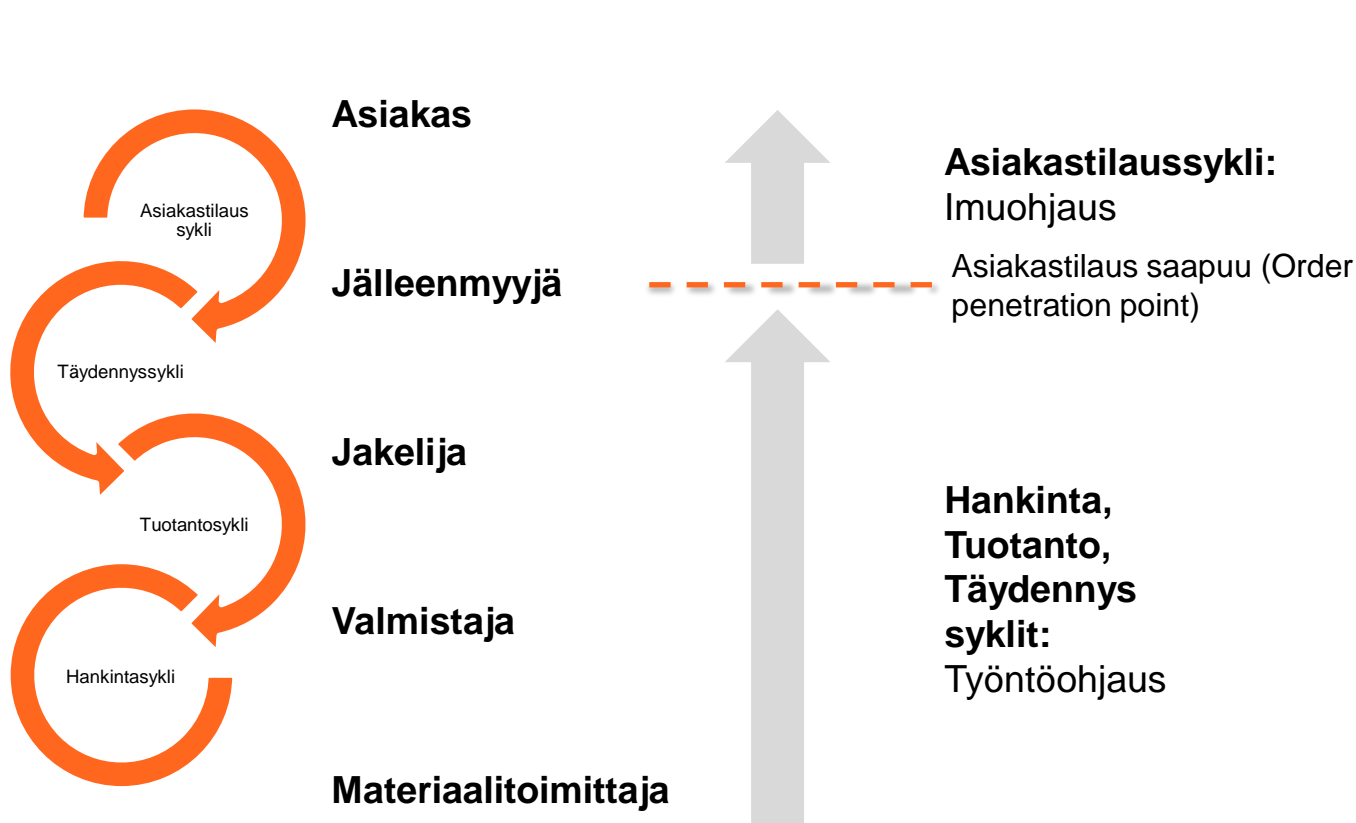 Asiakas
Asiakastilaus
sykli
Jälleenmyyjä
Täydennyssykli
Jakelija
Tuotantosykli
Valmistaja
Hankintasykli
Materiaalitoimittaja
Asiakastilaussykli:
Imuohjaus
Asiakastilaus saapuu (Order
penetration point)
Hankinta,
Tuotanto,
Täydennys
syklit:
Työntöohjaus